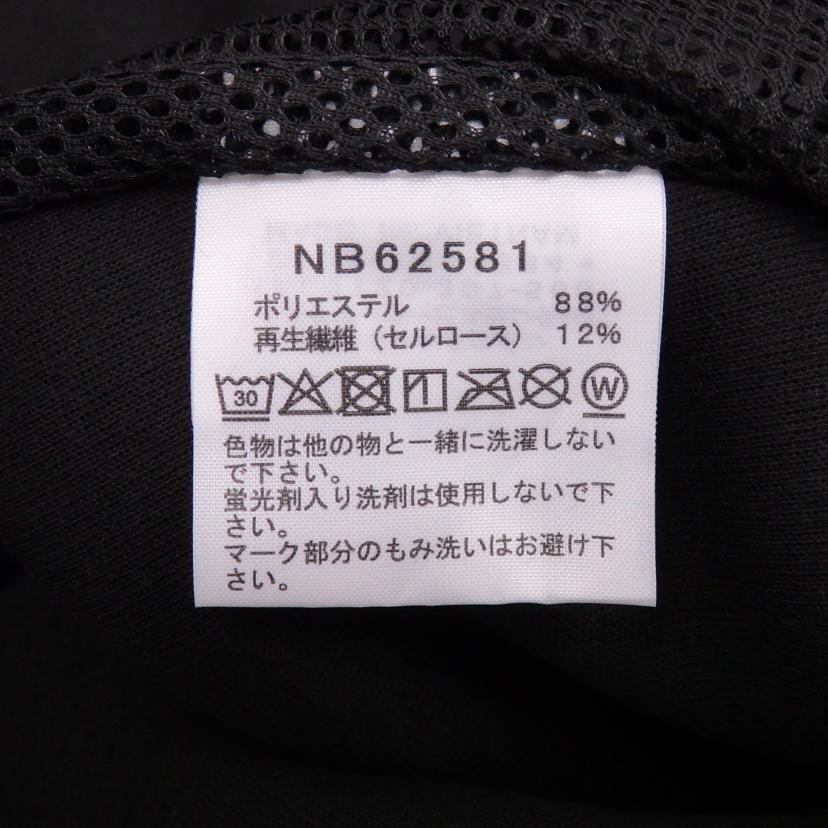 NB62581
ポリエステル 88%
再生繊維（セルロース） 12%
30 W
色物は他の物と一緒に洗濯しない
で下さい。
蛍光剤入り洗剤は使用しないで下
さい。
マーク部分のもみ洗いはお避け下
さい。